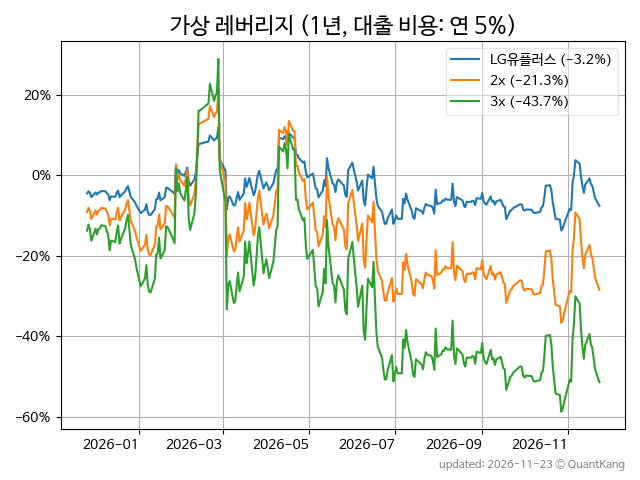 가상 레버리지 (1년, 대출 비용: 연 5%)
LG유플러스 (−3.2%)
2x (−21.3%)
3x (−43.7%)
20%
0%
−20%
−40%
−60%
2026-01 2026-03 2026-05 2026-07 2026-09 2026-11
updated: 2026-11-23 © QuantKang